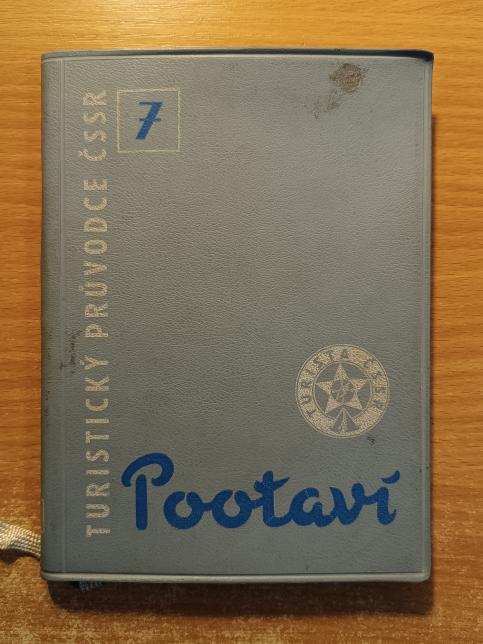 TURISTICKÝ PRŮVODCE ČSSR
7
TURISTA ČSSR
Pootaví